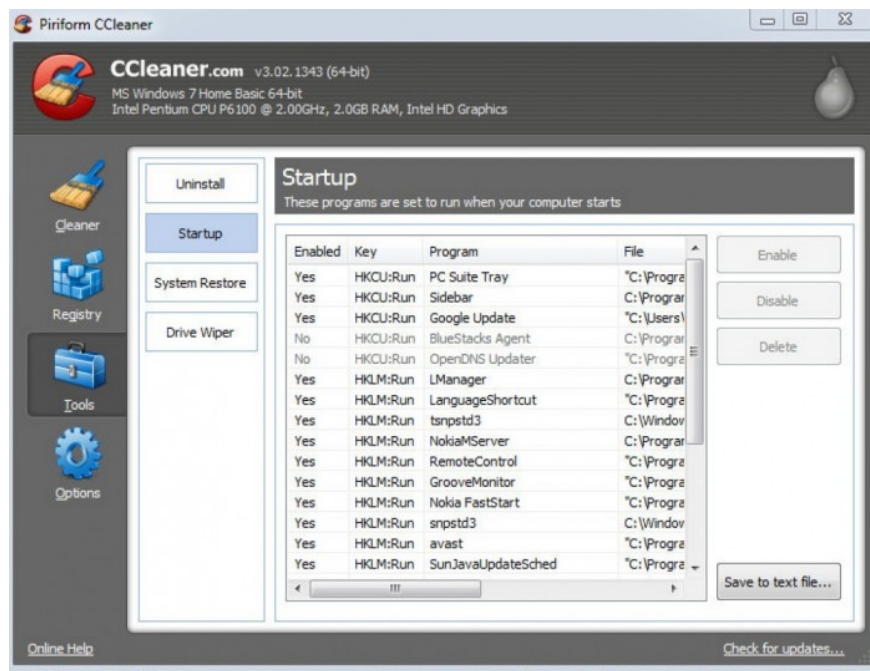 Piriform CCleaner
CCleaner.com v3.02.1343 (64-bit)
MS Windows 7 Home Basic 64-bit
Intel Pentium CPU P6100 @ 2.00GHz, 2.0GB RAM, Intel HD Graphics
Cleaner
Registry
Tools
Options
Uninstall
Startup
System Restore
Drive Wiper
Startup
These programs are set to run when your computer starts
Enabled Key Program File
Yes HKCU:Run PC Suite Tray "C:\Progra
Yes HKCU:Run Sidebar C:\Prograr
Yes HKCU:Run Google Update "C:\Users\
No HKCU:Run BlueStacks Agent C:\Prograr
No HKCU:Run OpenDNS Updater "C:\Progra
Yes HKLM:Run LManager C:\Prograr
Yes HKLM:Run LanguageShortcut "C:\Progra
Yes HKLM:Run tsnpstd3 C:\Window
Yes HKLM:Run NokiaMServer C:\Prograr
Yes HKLM:Run RemoteControl "C:\Progra
Yes HKLM:Run GrooveMonitor "C:\Progra
Yes HKLM:Run Nokia FastStart "C:\Progra
Yes HKLM:Run snpstd3 C:\Window
Yes HKLM:Run avast "C:\Progra
Yes HKLM:Run SunJavaUpdateSched "C:\Progra
Enable
Disable
Delete
Save to text file...
Online Help
Check for updates...